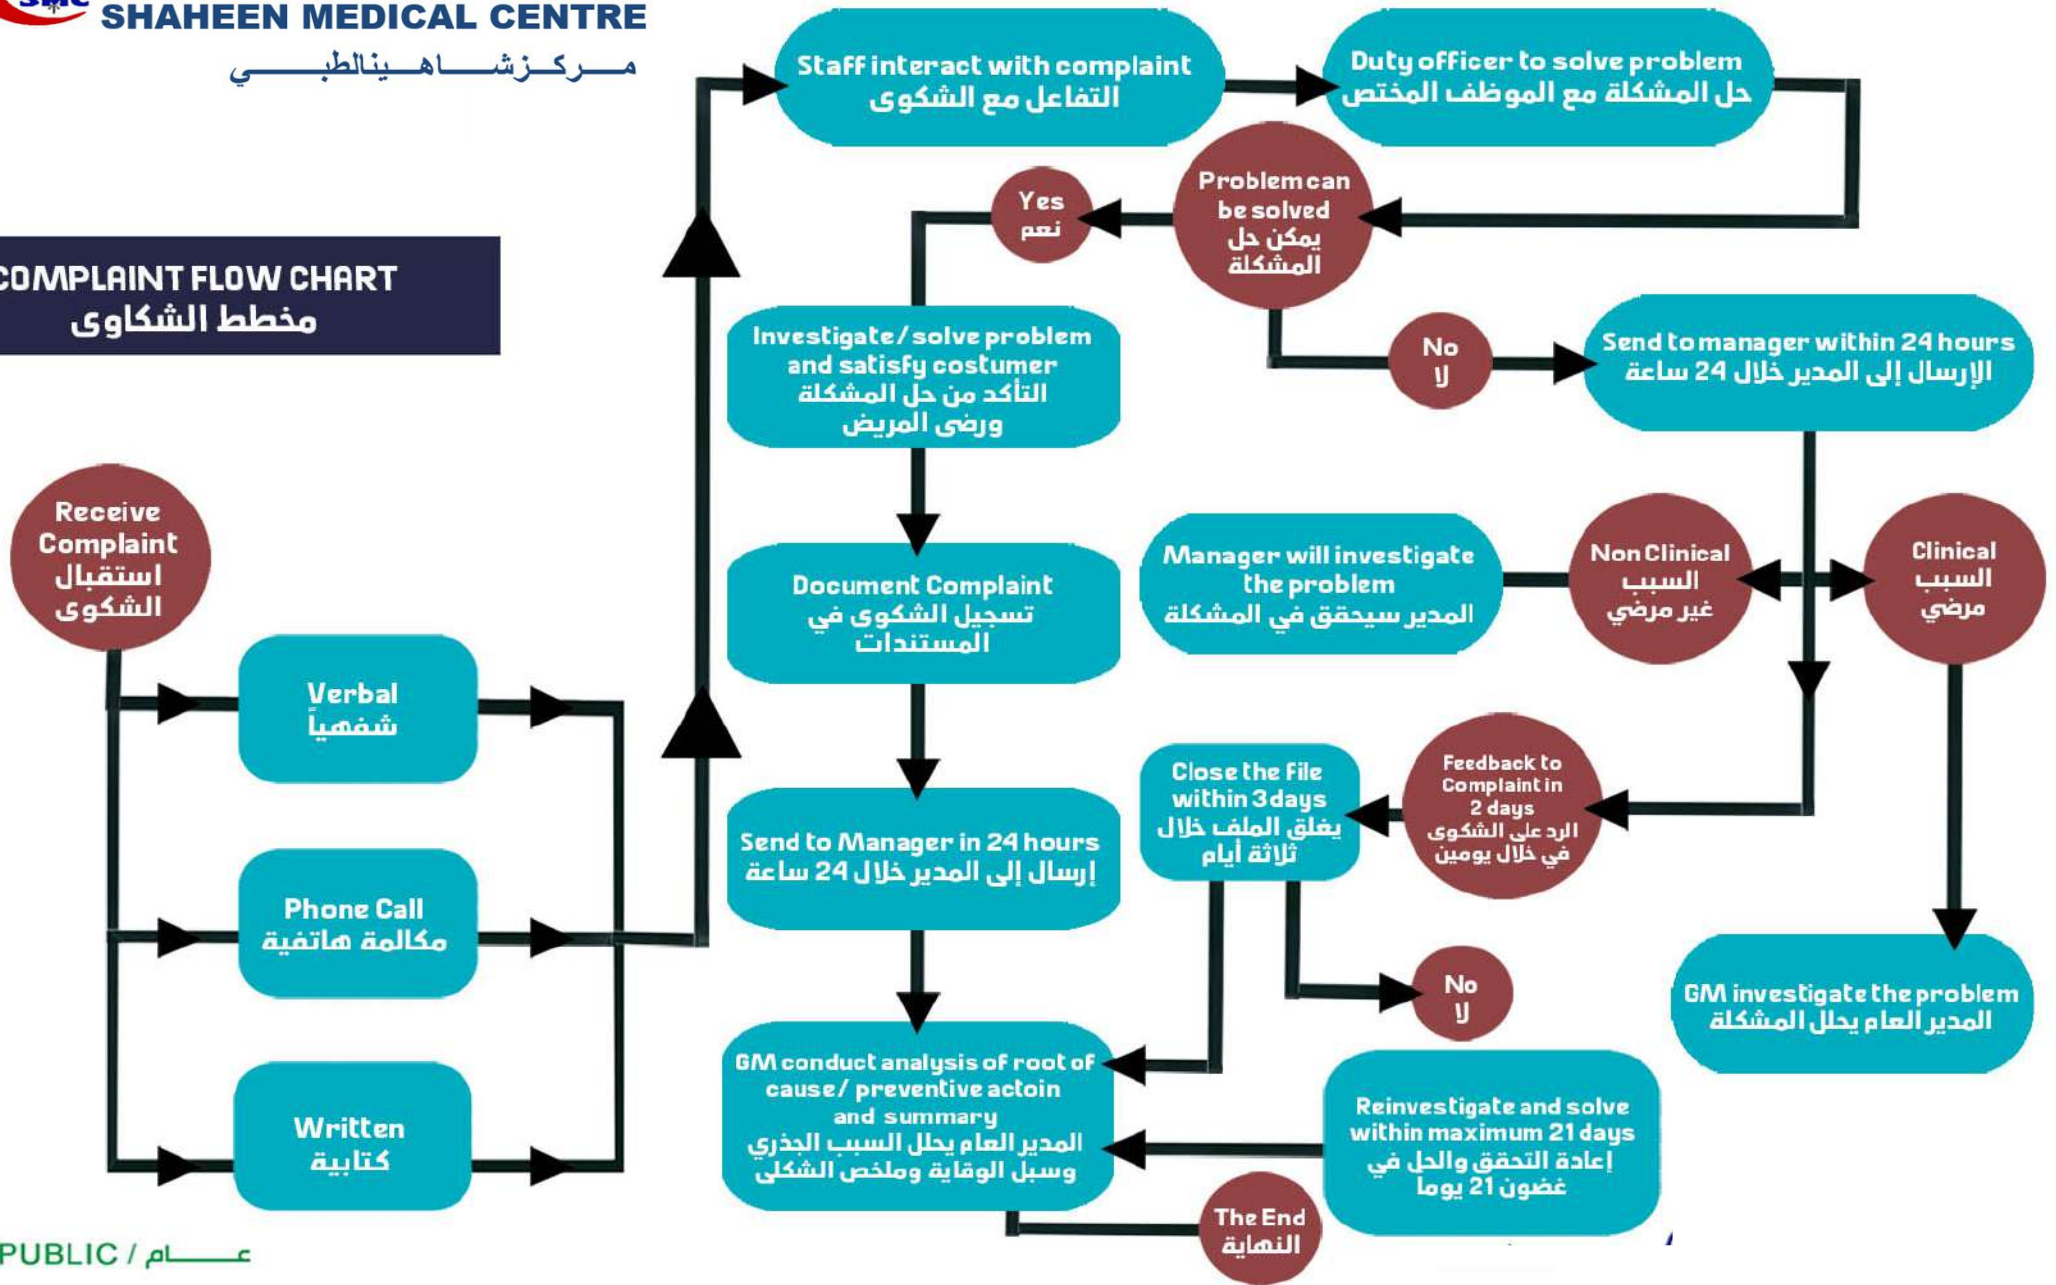 SMC
SHAHEEN MEDICAL CENTRE
مـركـزشـاهـينالطبـي
COMPLAINT FLOW CHART
مخطط الشكاوى
Receive
Complaint
استقبال
الشكوى
Verbal
شفهياً
Phone Call
مكالمة هاتفية
Written
كتابية
Staff interact with complaint
التفاعل مع الشكوى
Duty officer to solve problem
حل المشكلة مع الموظف المختص
Problem can
be solved
يمكن حل
المشكلة
Yes
نعم
Investigate/solve problem
and satisfy costumer
التأكد من حل المشكلة
ورضى المريض
Document Complaint
تسجيل الشكوى في
المستندات
Send to Manager in 24 hours
إرسال إلى المدير خلال 24 ساعة
No
لا
Send to manager within 24 hours
الإرسال إلى المدير خلال 24 ساعة
Manager will investigate
the problem
المدير سيحقق في المشكلة
Non Clinical
السبب
غير مرضي
Clinical
السبب
مرضي
Feedback to
Complaint in
2 days
الرد على الشكوى
في خلال يومين
Close the file
within 3 days
يغلق الملف خلال
ثلاثة أيام
No
لا
GM investigate the problem
المدير العام يحلل المشكلة
GM conduct analysis of root of
cause/ preventive actoin
and summary
المدير العام يحلل السبب الجذري
وسبل الوقاية وملخص الشكلى
Reinvestigate and solve
within maximum 21 days
إعادة التحقق والحل في
غضون 21 يوماً
The End
النهاية
PUBLIC / عـــام